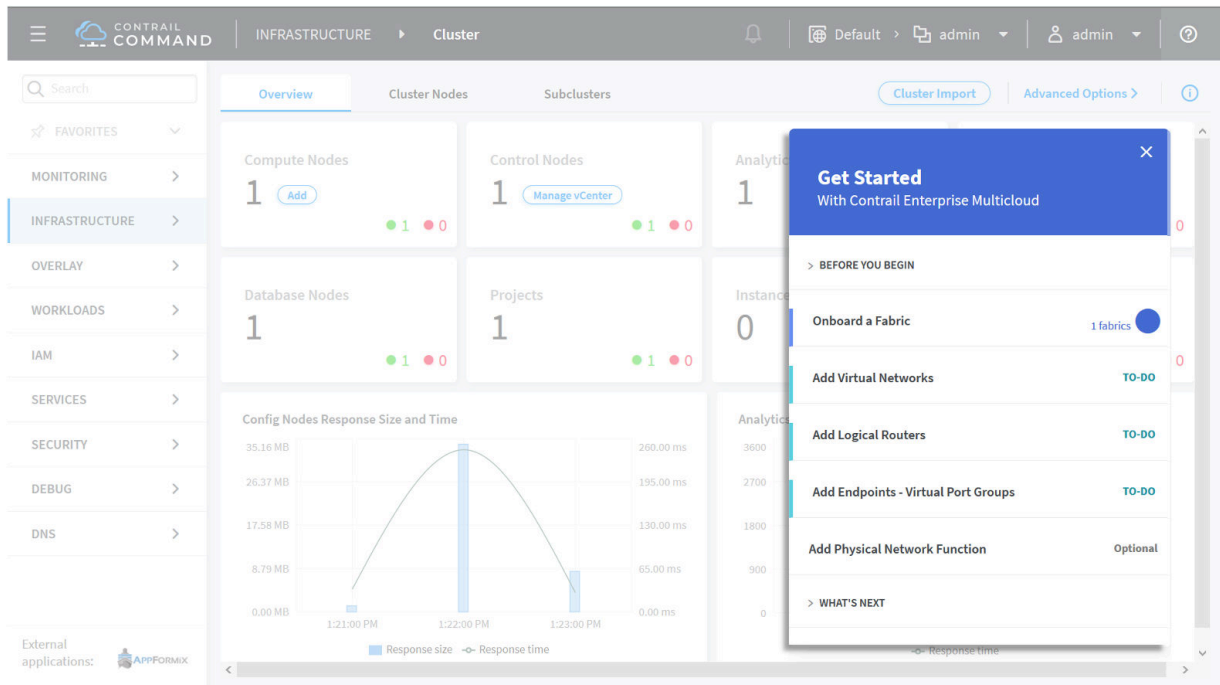 CONTRAIL
COMMAND
INFRASTRUCTURE
Cluster
Default > admin
admin
Search
FAVORITES
MONITORING
INFRASTRUCTURE
OVERLAY
WORKLOADS
IAM
SERVICES
SECURITY
DEBUG
DNS
External
applications:
APPFORMIX
Overview
Cluster Nodes
Subclusters
Cluster Import
Advanced Options >
Compute Nodes
1
Add
1 0
Control Nodes
1
Manage vCenter
1 0
1
0
Database Nodes
1
1 0
Projects
1
1 0
0
0
Config Nodes Response Size and Time
35.16 MB
26.37 MB
17.58 MB
8.79 MB
0.00 MB
260.00 ms
195.00 ms
130.00 ms
65.00 ms
0.00 ms
1:21:00 PM
1:22:00 PM
1:23:00 PM
Response size
Response time
3600
2700
1800
900
0
Response time
Get Started
With Contrail Enterprise Multicloud
> BEFORE YOU BEGIN
Onboard a Fabric
1 fabrics
Add Virtual Networks
TO-DO
Add Logical Routers
TO-DO
Add Endpoints - Virtual Port Groups
TO-DO
Add Physical Network Function
Optional
> WHAT'S NEXT